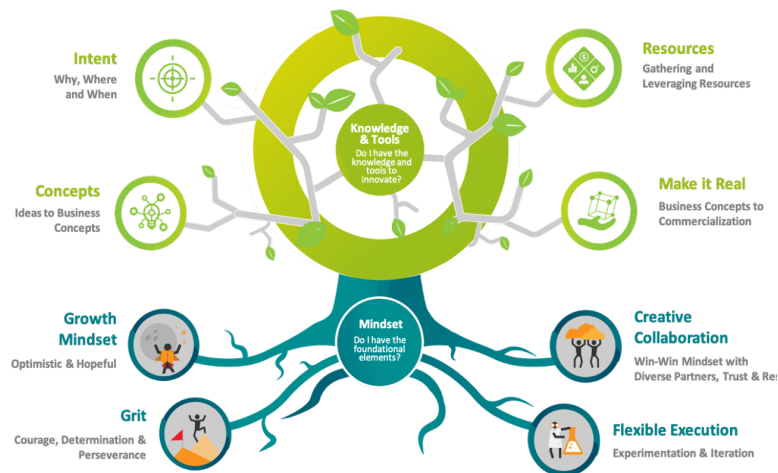 Intent
Why, Where
and When
Resources
Gathering and
Leveraging Resources
Knowledge
& Tools
Do I have the
knowledge and
tools to
innovate?
Concepts
Ideas to Business
Concepts
Make it Real
Business Concepts to
Commercialization
Growth
Mindset
Optimistic & Hopeful
Mindset
Do I have the
foundational
elements?
Creative
Collaboration
Win-Win Mindset with
Diverse Partners, Trust & Res
Grit
Courage, Determination &
Perseverance
Flexible Execution
Experimentation & Iteration